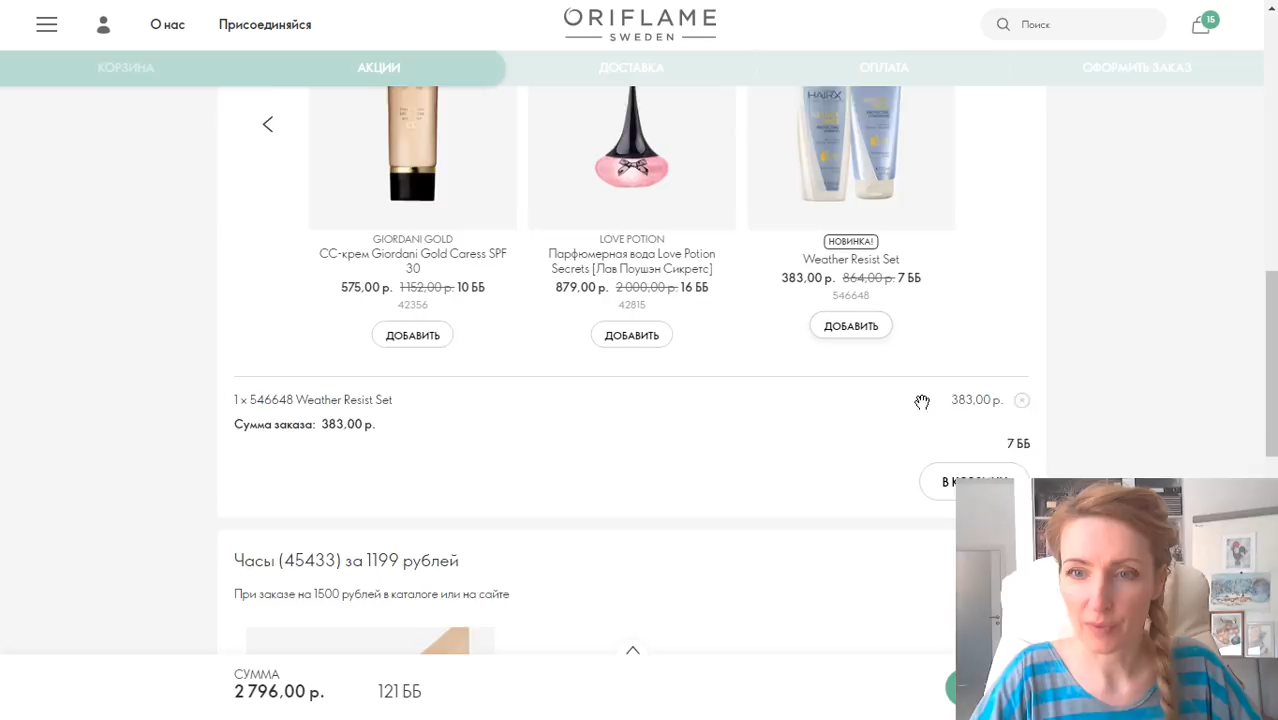 О нас
Присоединяйся
ORIFLAME
SWEDEN
Поиск
15
КОРЗИНА
АКЦИИ
ДОСТАВКА
ОПЛАТА
ОФОРМИТЬ ЗАКАЗ
HAIRX
GIORDANI GOLD
СС-крем Giordani Gold Caress SPF
30
575,00 р. 1 152,00 р. 10 ББ
42356
ДОБАВИТЬ
LOVE POTION
Парфюмерная вода Love Potion
Secrets [Лав Поушэн Сикретс]
879,00 р. 2 000,00 р. 16 ББ
42815
ДОБАВИТЬ
НОВИНКА!
Weather Resist Set
383,00 р. 864,00 р. 7 ББ
546648
ДОБАВИТЬ
1 × 546648 Weather Resist Set
383,00 р.
Сумма заказа: 383,00 р.
7 ББ
Часы (45433) за 1199 рублей
При заказе на 1500 рублей в каталоге или на сайте
СУММА
2 796,00 р.
121 ББ